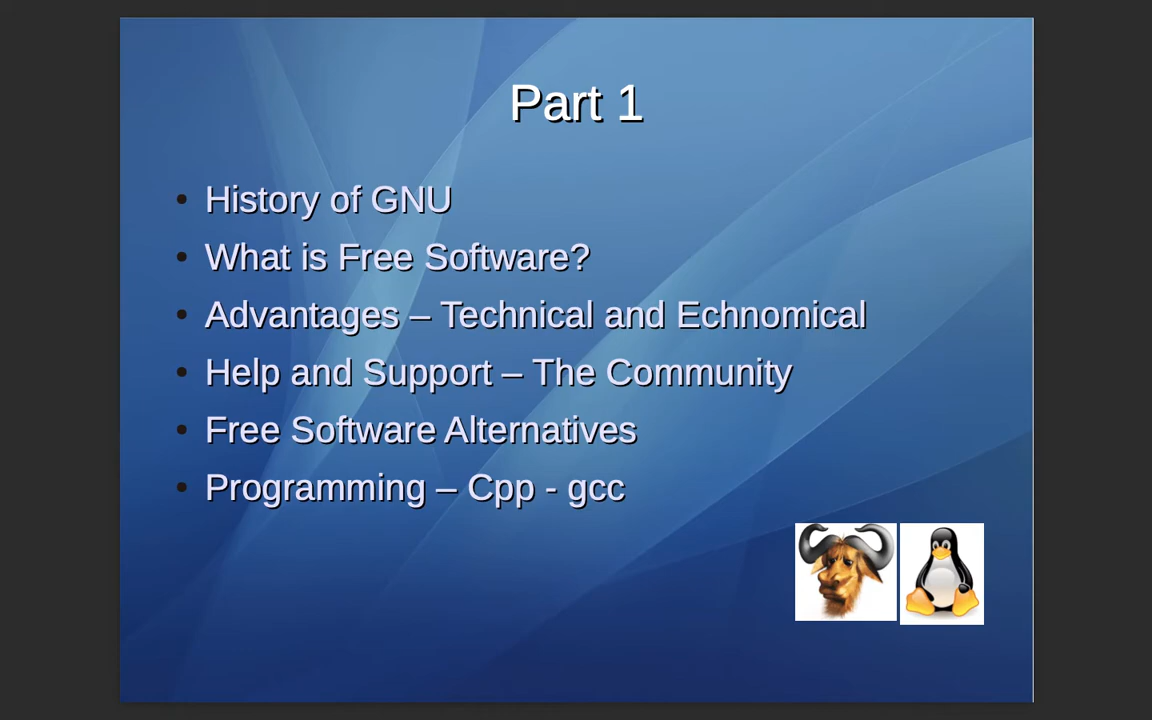 Part 1
• History of GNU
• What is Free Software?
• Advantages – Technical and Echnomical
• Help and Support – The Community
• Free Software Alternatives
• Programming – Cpp - gcc